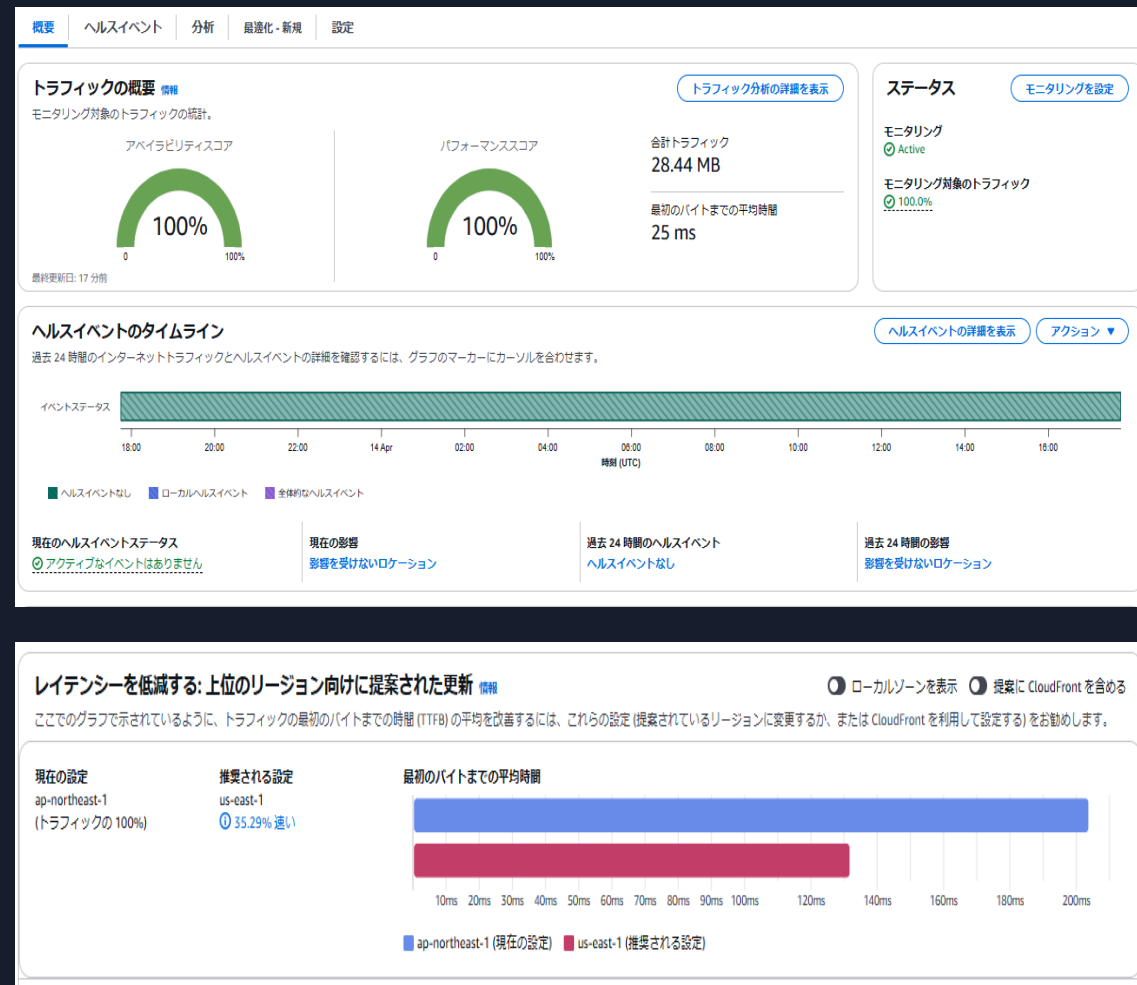 概要
ヘルスイベント
分析
最適化 - 新規
設定
トラフィックの概要 情報
トラフィック分析の詳細を表示
モニタリング対象のトラフィックの統計。
アベイラビリティスコア
100%
0
100%
パフォーマンススコア
100%
0
100%
合計トラフィック
28.44 MB
最初のバイトまでの平均時間
25 ms
最終更新日: 17 分前
ステータス
モニタリングを設定
モニタリング
Active
モニタリング対象のトラフィック
100.0%
ヘルスイベントのタイムライン
ヘルスイベントの詳細を表示
アクション ▼
過去 24 時間のインターネットトラフィックとヘルスイベントの詳細を確認するには、グラフのマーカーにカーソルを合わせます。
イベントステータス
18:00 20:00 22:00 14 Apr 02:00 04:00 06:00 08:00 10:00 12:00 14:00 16:00
時刻 (UTC)
ヘルスイベントなし ローカルヘルスイベント 全体的なヘルスイベント
現在のヘルスイベントステータス
アクティブなイベントはありません
現在の影響
影響を受けないロケーション
過去 24 時間のヘルスイベント
ヘルスイベントなし
過去 24 時間の影響
影響を受けないロケーション
レイテンシーを低減する: 上位のリージョン向けに提案された更新 情報
ローカルゾーンを表示
提案に CloudFront を含める
ここでのグラフで示されているように、トラフィックの最初のバイトまでの時間 (TTFB) の平均を改善するには、これらの設定 (提案されているリージョンに変更するか、または CloudFront を利用して設定する) をお勧めします。
現在の設定
ap-northeast-1
(トラフィックの 100%)
推奨される設定
us-east-1
35.29% 速い
最初のバイトまでの平均時間
10ms 20ms 30ms 40ms 50ms 60ms 70ms 80ms 90ms 100ms 120ms 140ms 160ms 180ms 200ms
ap-northeast-1 (現在の設定) us-east-1 (推奨される設定)